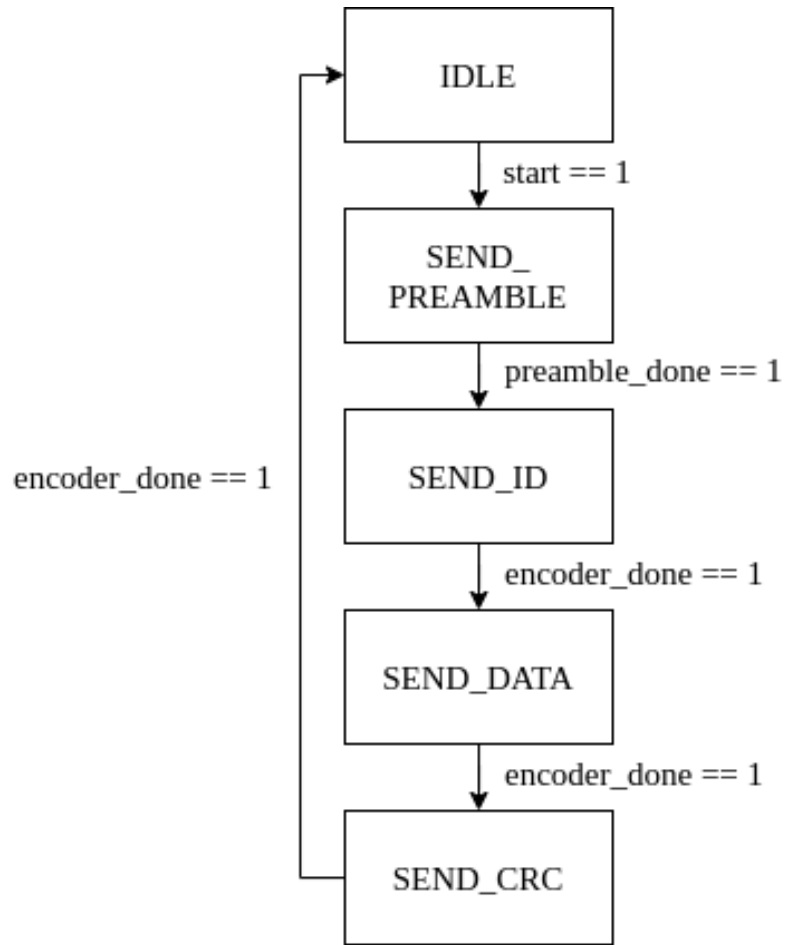 IDLE
start == 1
SEND_
PREAMBLE
preamble_done == 1
encoder_done == 1
SEND_ID
encoder_done == 1
SEND_DATA
encoder_done == 1
SEND_CRC